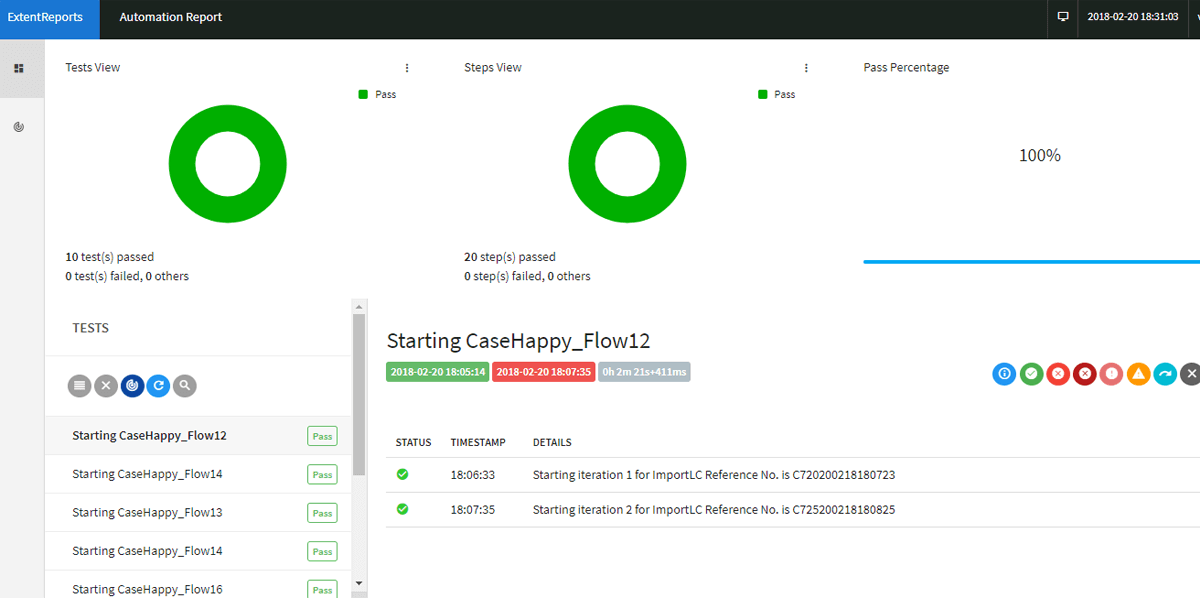 ExtentReports Automation Report 2018-02-20 18:31:03
Tests View
Pass
10 test(s) passed
0 test(s) failed, 0 others
Steps View
Pass
20 step(s) passed
0 step(s) failed, 0 others
Pass Percentage
100%
TESTS
Starting CaseHappy_Flow12 Pass
Starting CaseHappy_Flow14 Pass
Starting CaseHappy_Flow13 Pass
Starting CaseHappy_Flow14 Pass
Starting CaseHappy_Flow16 Pass
Starting CaseHappy_Flow12
2018-02-20 18:05:14 2018-02-20 18:07:35 0h 2m 21s+411ms
STATUS TIMESTAMP DETAILS
18:06:33 Starting iteration 1 for ImportLC Reference No. is C720200218180723
18:07:35 Starting iteration 2 for ImportLC Reference No. is C725200218180825